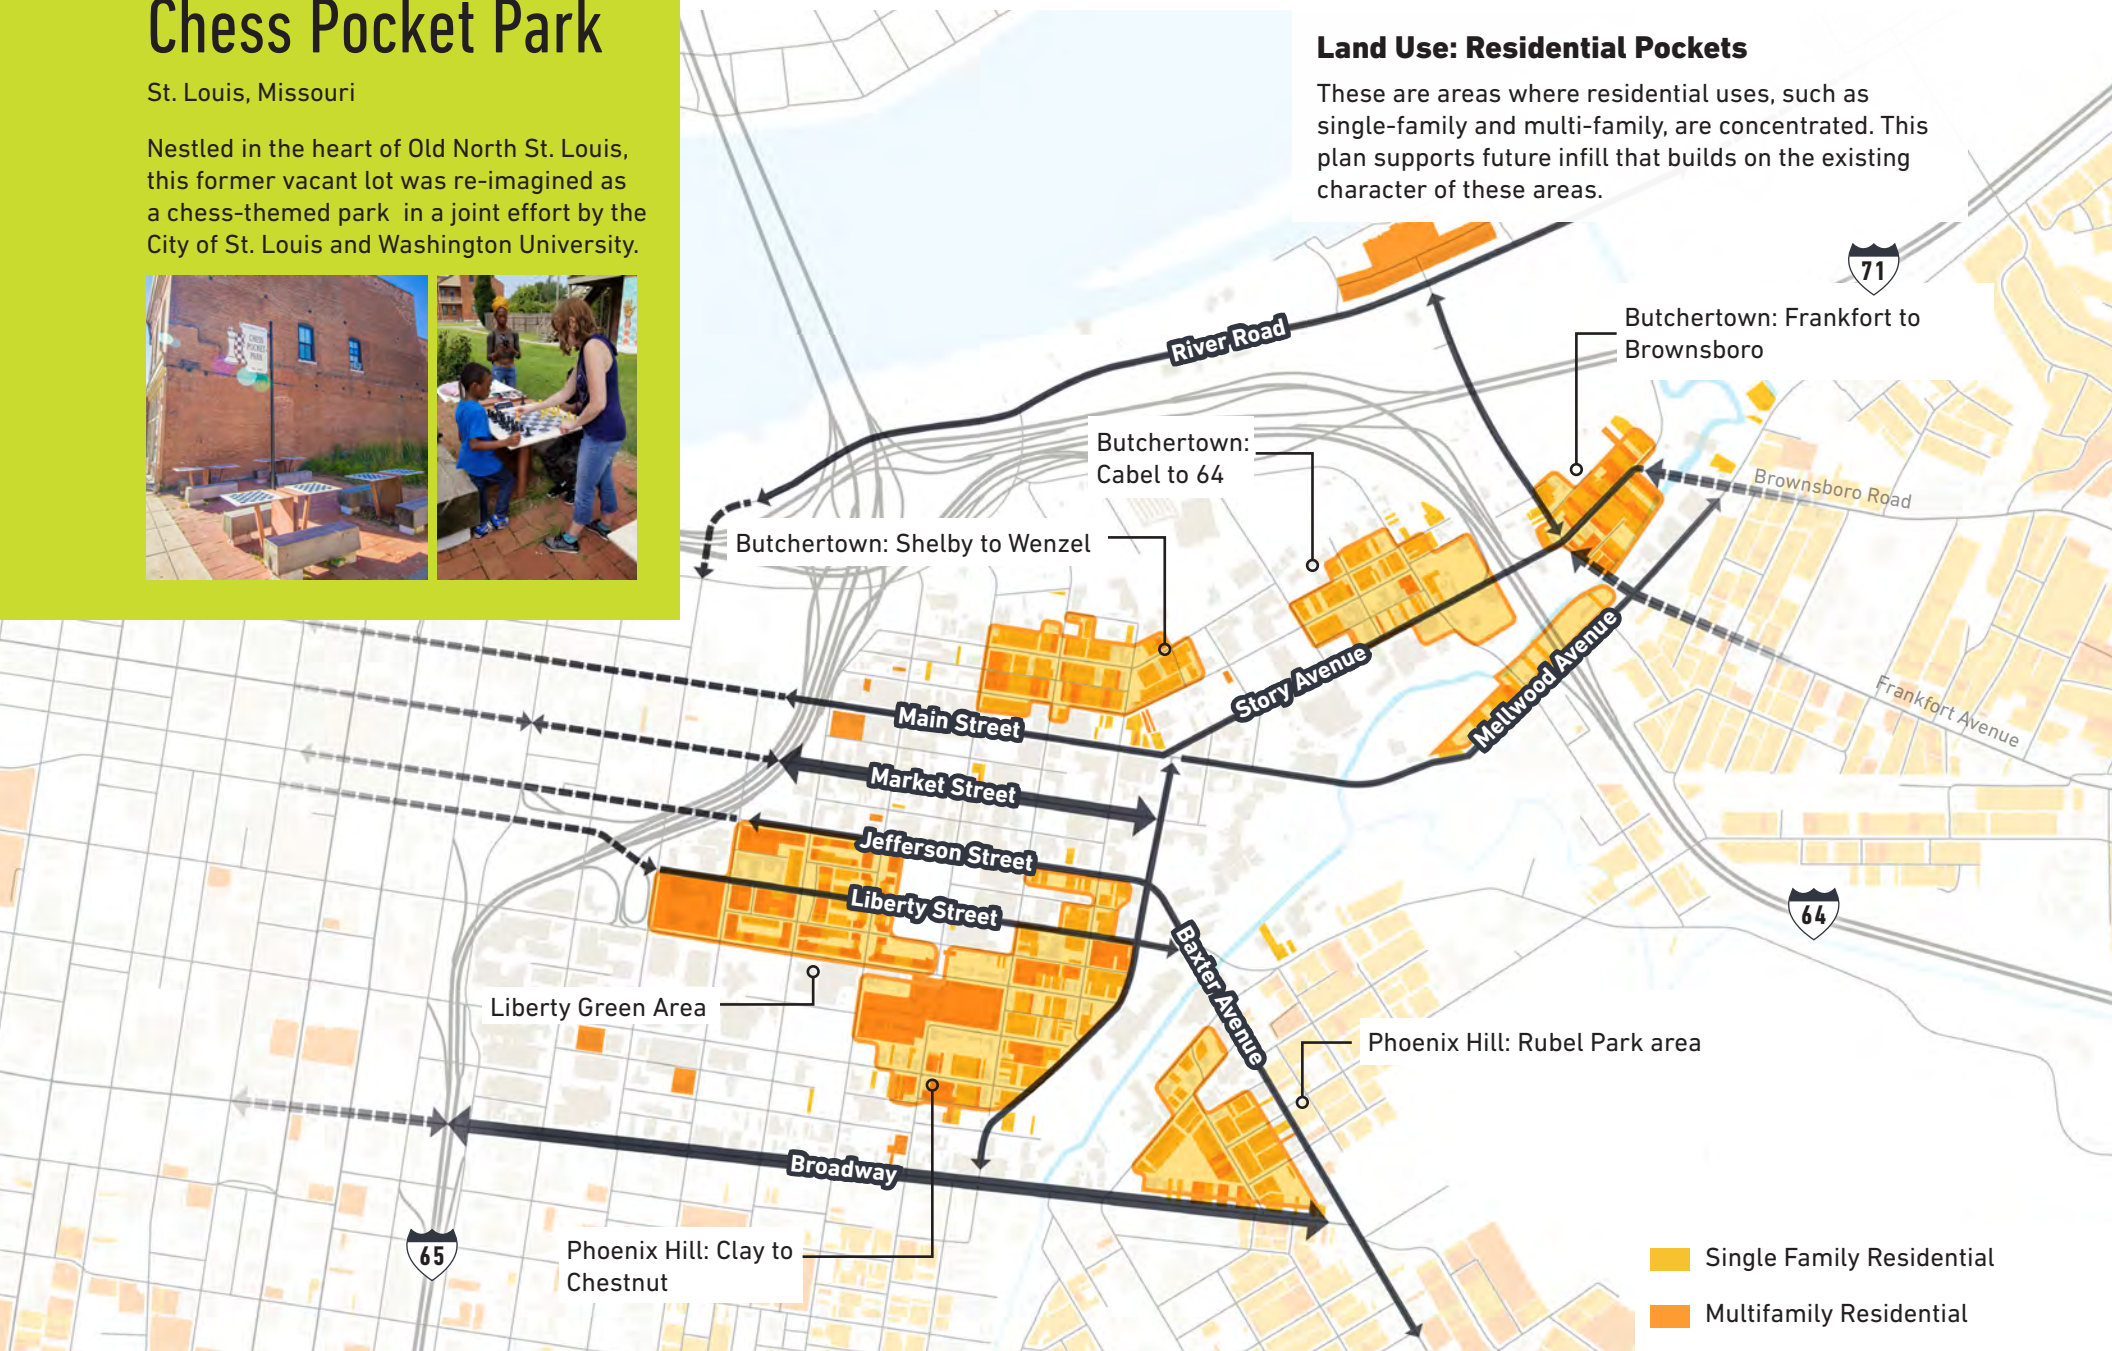 Chess Pocket Park
St. Louis, Missouri
Nestled in the heart of Old North St. Louis,
this former vacant lot was re-imagined as
a chess-themed park in a joint effort by the
City of St. Louis and Washington University.
CHESS
POCKET
PARK
Land Use: Residential Pockets
These are areas where residential uses, such as
single-family and multi-family, are concentrated. This
plan supports future infill that builds on the existing
character of these areas.
71
Butchertown: Frankfort to
Brownsboro
River Road
Butchertown:
Cabel to 64
Brownsboro Road
Butchertown: Shelby to Wenzel
Story Avenue
Mellwood Avenue
Frankfort Avenue
Main Street
Market Street
Jefferson Street
Liberty Street
64
Baxter Avenue
Liberty Green Area
Phoenix Hill: Rubel Park area
Broadway
65
Phoenix Hill: Clay to
Chestnut
Single Family Residential
Multifamily Residential